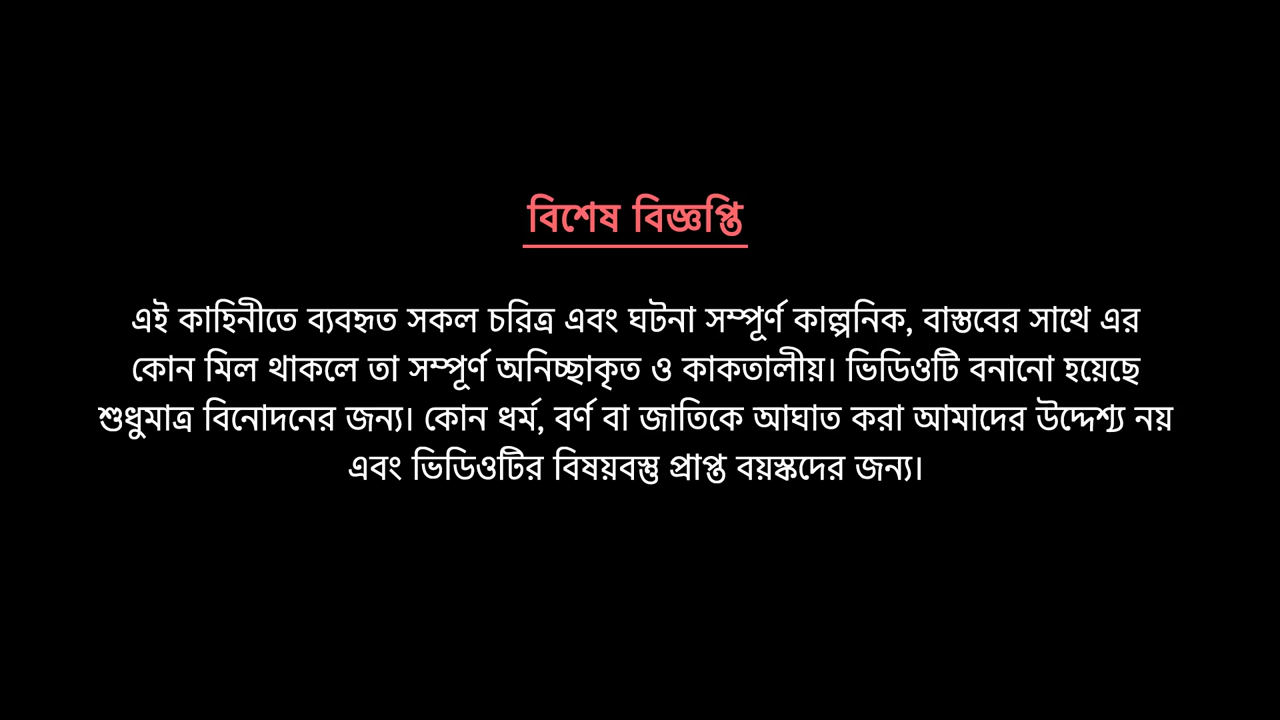 বিশেষ বিজ্ঞপ্তি
এই কাহিনীতে ব্যবহৃত সকল চরিত্র এবং ঘটনা সম্পূর্ণ কাল্পনিক, বাস্তবের সাথে এর
কোন মিল থাকলে তা সম্পূর্ণ অনিচ্ছাকৃত ও কাকতালীয়। ভিডিওটি বনানো হয়েছে
শুধুমাত্র বিনোদনের জন্য। কোন ধর্ম, বর্ণ বা জাতিকে আঘাত করা আমাদের উদ্দেশ্য নয়
এবং ভিডিওটির বিষয়বস্তু প্রাপ্ত বয়স্কদের জন্য।